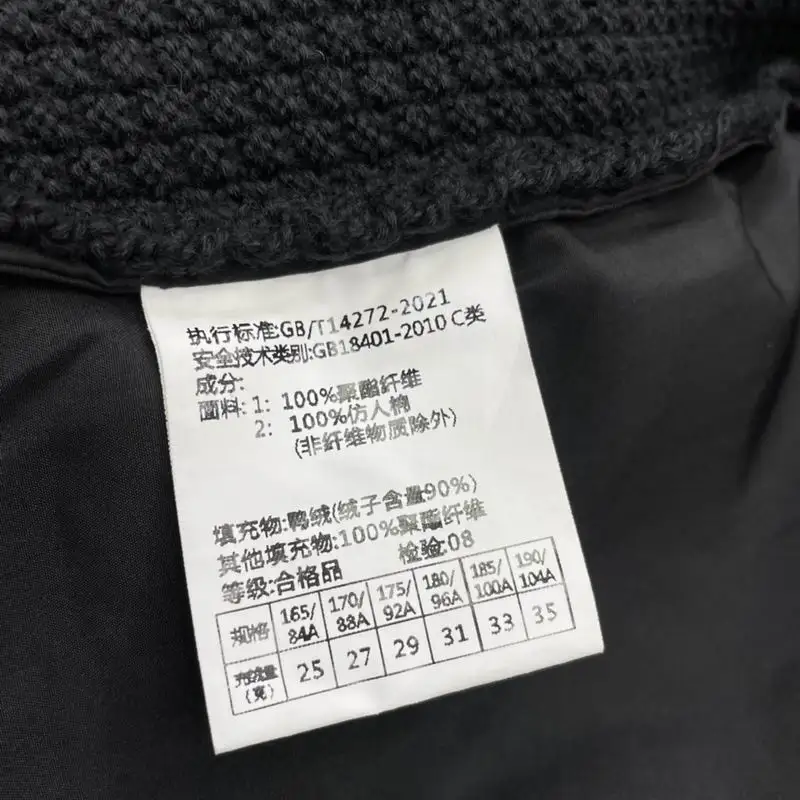 执行标准:GB/T14272-2021
安全技术类别:GB18401-2010 C类
成分:
面料: 1: 100%聚酯纤维
2: 100%仿人棉
(非纤维物质除外)
填充物:鸭绒(绒子含量90%)
其他填充物:100%聚酯纤维
等级:合格品 检验:08
规格 165/84A 170/88A 175/92A 180/96A 185/100A 190/104A
充绒量(克) 25 27 29 31 33 35